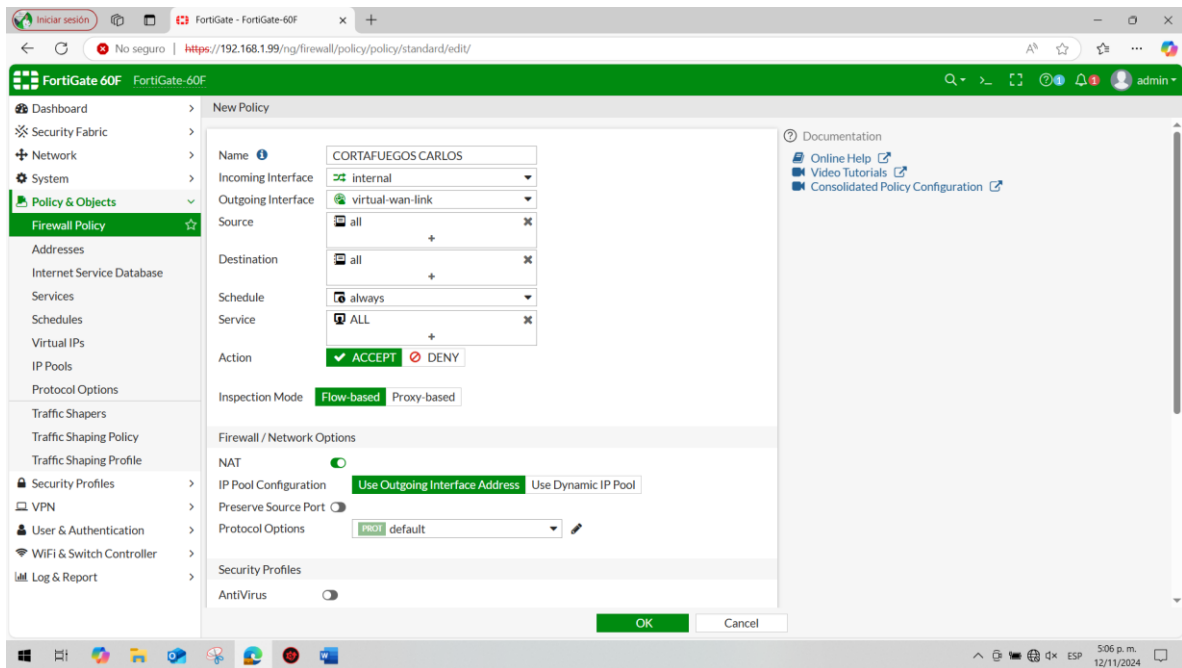 Iniciar sesión
FortiGate - FortiGate-60F
No seguro | https://192.168.1.99/ng/firewall/policy/policy/standard/edit/
FortiGate 60F FortiGate-60F
1 1 admin
Dashboard
Security Fabric
Network
System
Policy & Objects
Firewall Policy
Addresses
Internet Service Database
Services
Schedules
Virtual IPs
IP Pools
Protocol Options
Traffic Shapers
Traffic Shaping Policy
Traffic Shaping Profile
Security Profiles
VPN
User & Authentication
WiFi & Switch Controller
Log & Report
New Policy
Name CORTAFUEGOS CARLOS
Incoming Interface internal
Outgoing Interface virtual-wan-link
Source all
+
Destination all
+
Schedule always
Service ALL
+
Action ACCEPT DENY
Inspection Mode Flow-based Proxy-based
Firewall / Network Options
NAT
IP Pool Configuration Use Outgoing Interface Address Use Dynamic IP Pool
Preserve Source Port
Protocol Options PROT default
Security Profiles
AntiVirus
OK Cancel
Documentation
Online Help
Video Tutorials
Consolidated Policy Configuration
ESP 5:06 p. m.
12/11/2024